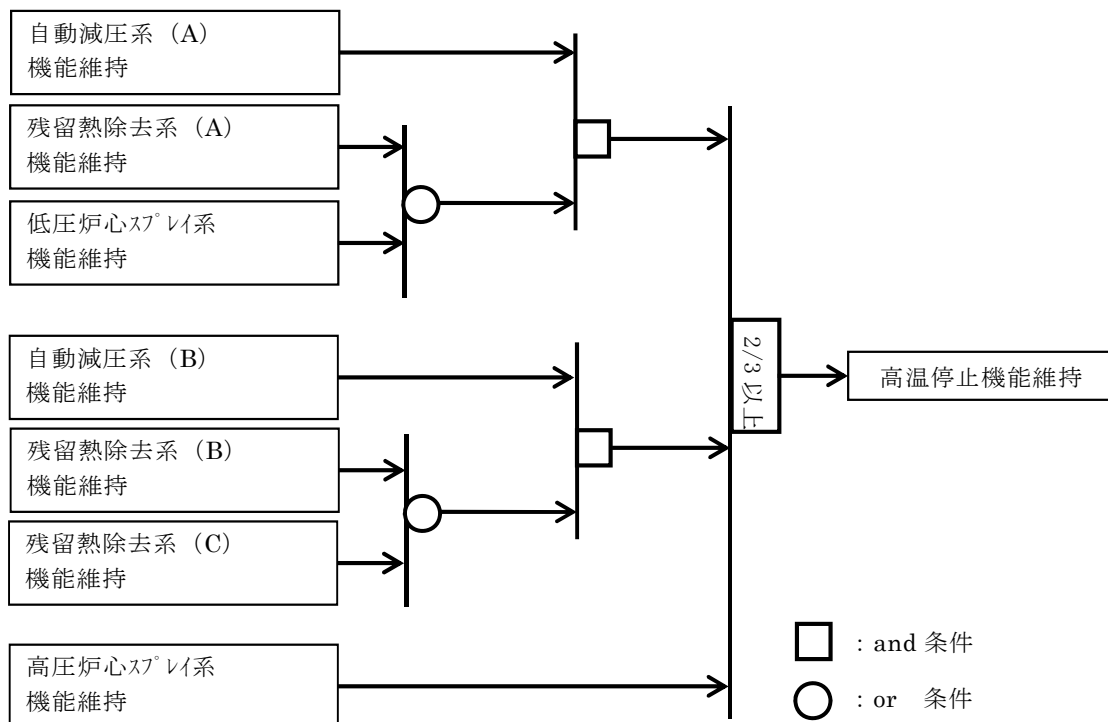 自動減圧系（A）
機能維持
残留熱除去系（A）
機能維持
低圧炉心ｽﾌﾟﾚｲ系
機能維持
自動減圧系（B）
機能維持
残留熱除去系（B）
機能維持
残留熱除去系（C）
機能維持
高圧炉心ｽﾌﾟﾚｲ系
機能維持
2/3 以上
高温停止機能維持
：and 条件
：or　条件